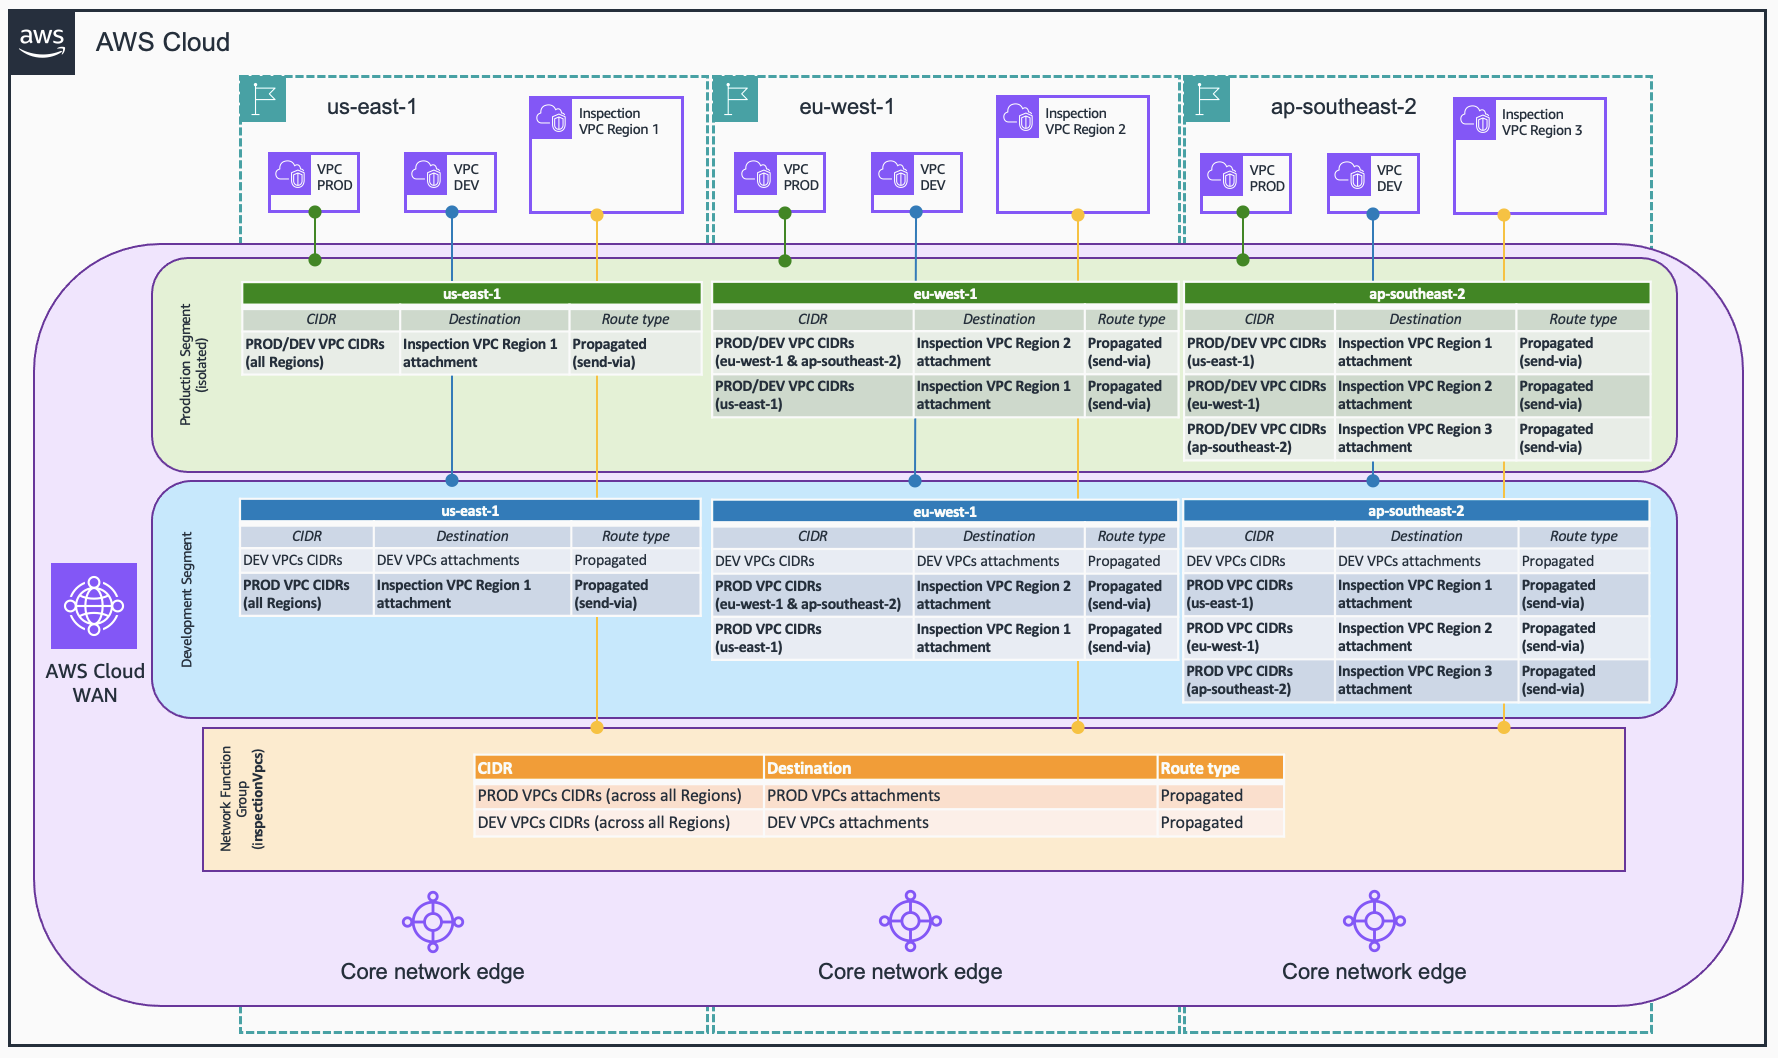 aws
AWS Cloud
us-east-1
Inspection
VPC Region 1
VPC
PROD
VPC
DEV
eu-west-1
Inspection
VPC Region 2
VPC
PROD
VPC
DEV
ap-southeast-2
Inspection
VPC Region 3
VPC
PROD
VPC
DEV
Production Segment
(isolated)
us-east-1
CIDR Destination Route type
PROD/DEV VPC CIDRs Inspection VPC Region 1 Propagated
(all Regions) attachment (send-via)
eu-west-1
CIDR Destination Route type
PROD/DEV VPC CIDRs Inspection VPC Region 2 Propagated
(eu-west-1 & ap-southeast-2) attachment (send-via)
PROD/DEV VPC CIDRs Inspection VPC Region 1 Propagated
(us-east-1) attachment (send-via)
ap-southeast-2
CIDR Destination Route type
PROD/DEV VPC CIDRs Inspection VPC Region 1 Propagated
(us-east-1) attachment (send-via)
PROD/DEV VPC CIDRs Inspection VPC Region 2 Propagated
(eu-west-1) attachment (send-via)
PROD/DEV VPC CIDRs Inspection VPC Region 3 Propagated
(ap-southeast-2) attachment (send-via)
AWS Cloud
WAN
Development Segment
us-east-1
CIDR Destination Route type
DEV VPCs CIDRs DEV VPCs attachments Propagated
PROD VPC CIDRs Inspection VPC Region 1 Propagated
(all Regions) attachment (send-via)
eu-west-1
CIDR Destination Route type
DEV VPCs CIDRs DEV VPCs attachments Propagated
PROD VPC CIDRs Inspection VPC Region 2 Propagated
(eu-west-1 & ap-southeast-2) attachment (send-via)
PROD VPC CIDRs Inspection VPC Region 1 Propagated
(us-east-1) attachment (send-via)
ap-southeast-2
CIDR Destination Route type
DEV VPCs CIDRs DEV VPCs attachments Propagated
PROD VPC CIDRs Inspection VPC Region 1 Propagated
(us-east-1) attachment (send-via)
PROD VPC CIDRs Inspection VPC Region 2 Propagated
(eu-west-1) attachment (send-via)
PROD VPC CIDRs Inspection VPC Region 3 Propagated
(ap-southeast-2) attachment (send-via)
Network Function
Group
(inspectionVpcs)
CIDR Destination Route type
PROD VPCs CIDRs (across all Regions) PROD VPCs attachments Propagated
DEV VPCs CIDRs (across all Regions) DEV VPCs attachments Propagated
Core network edge
Core network edge
Core network edge